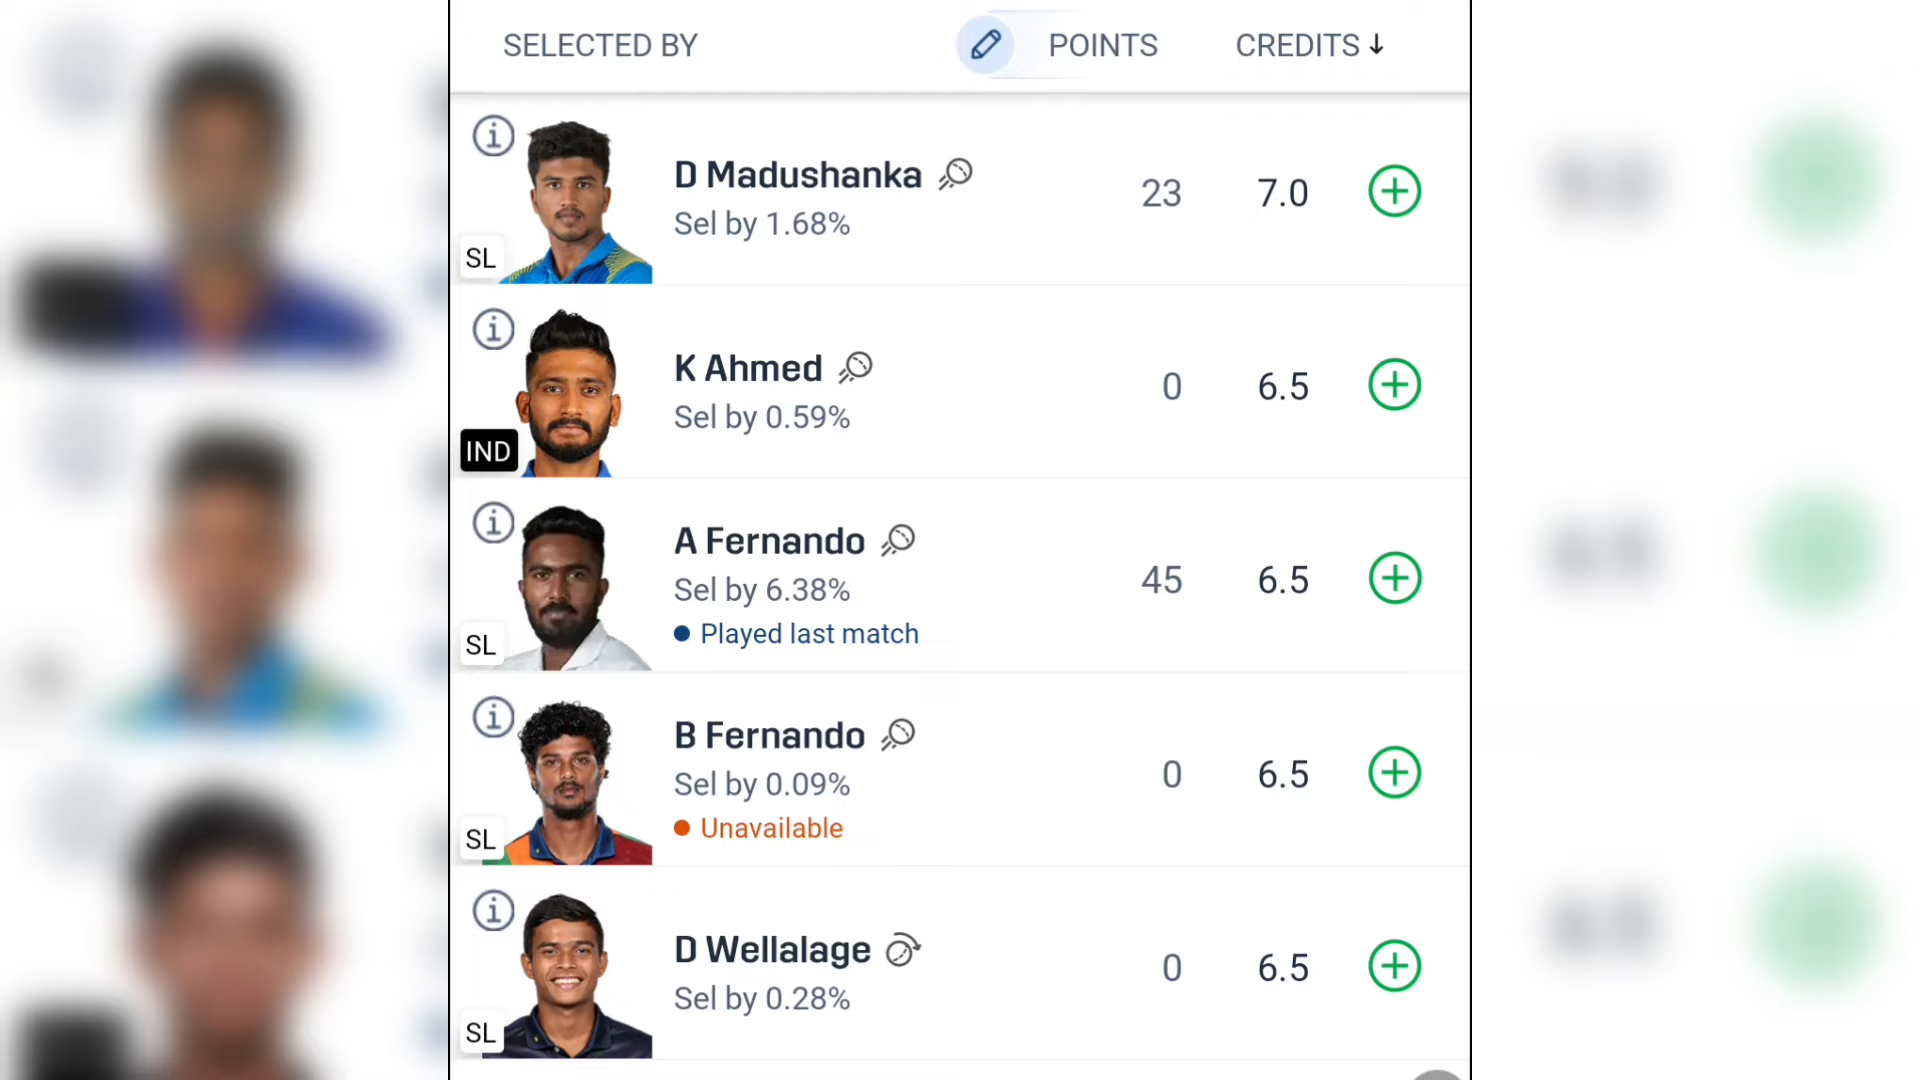 SELECTED BY POINTS CREDITS ↓
D Madushanka
Sel by 1.68%
23 7.0
SL
K Ahmed
Sel by 0.59%
0 6.5
IND
A Fernando
Sel by 6.38%
Played last match
45 6.5
SL
B Fernando
Sel by 0.09%
Unavailable
0 6.5
SL
D Wellalage
Sel by 0.28%
0 6.5
SL